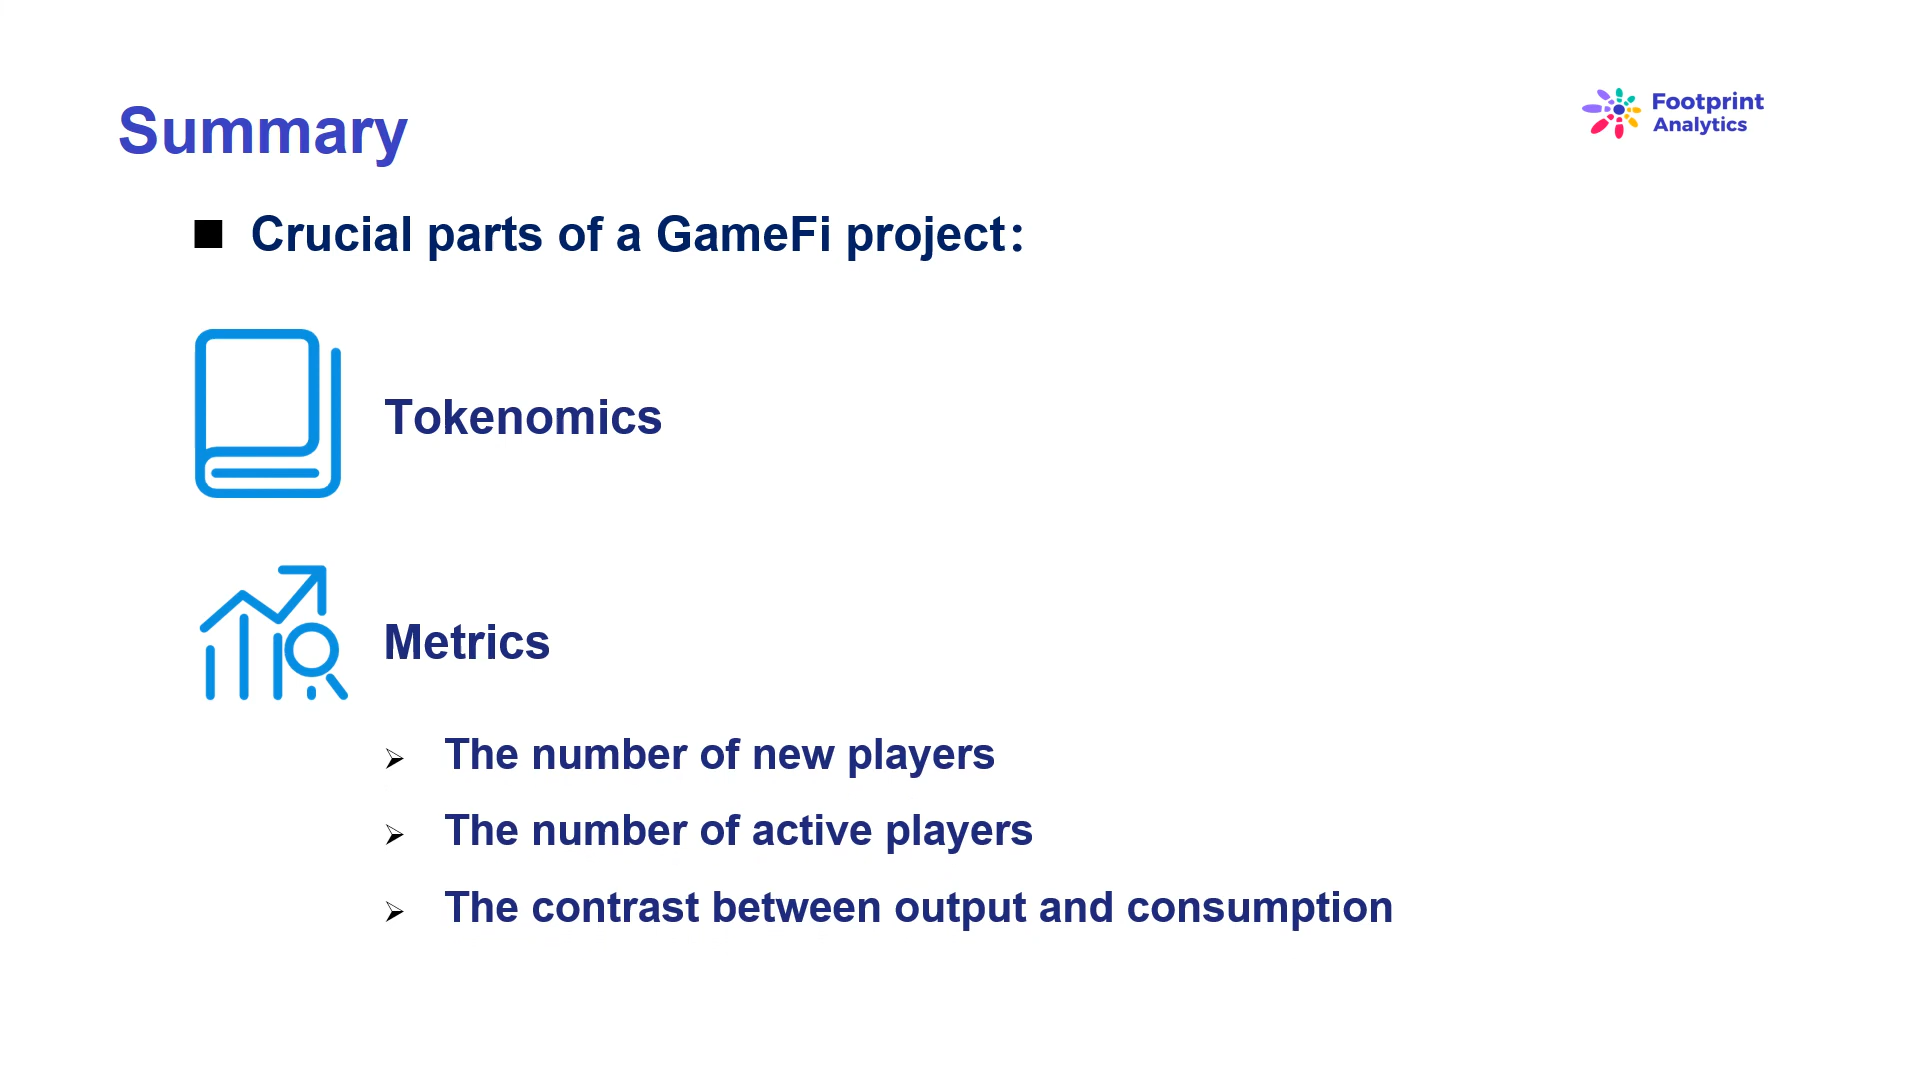 Summary
Footprint
Analytics
Crucial parts of a GameFi project:
Tokenomics
Metrics
The number of new players
The number of active players
The contrast between output and consumption